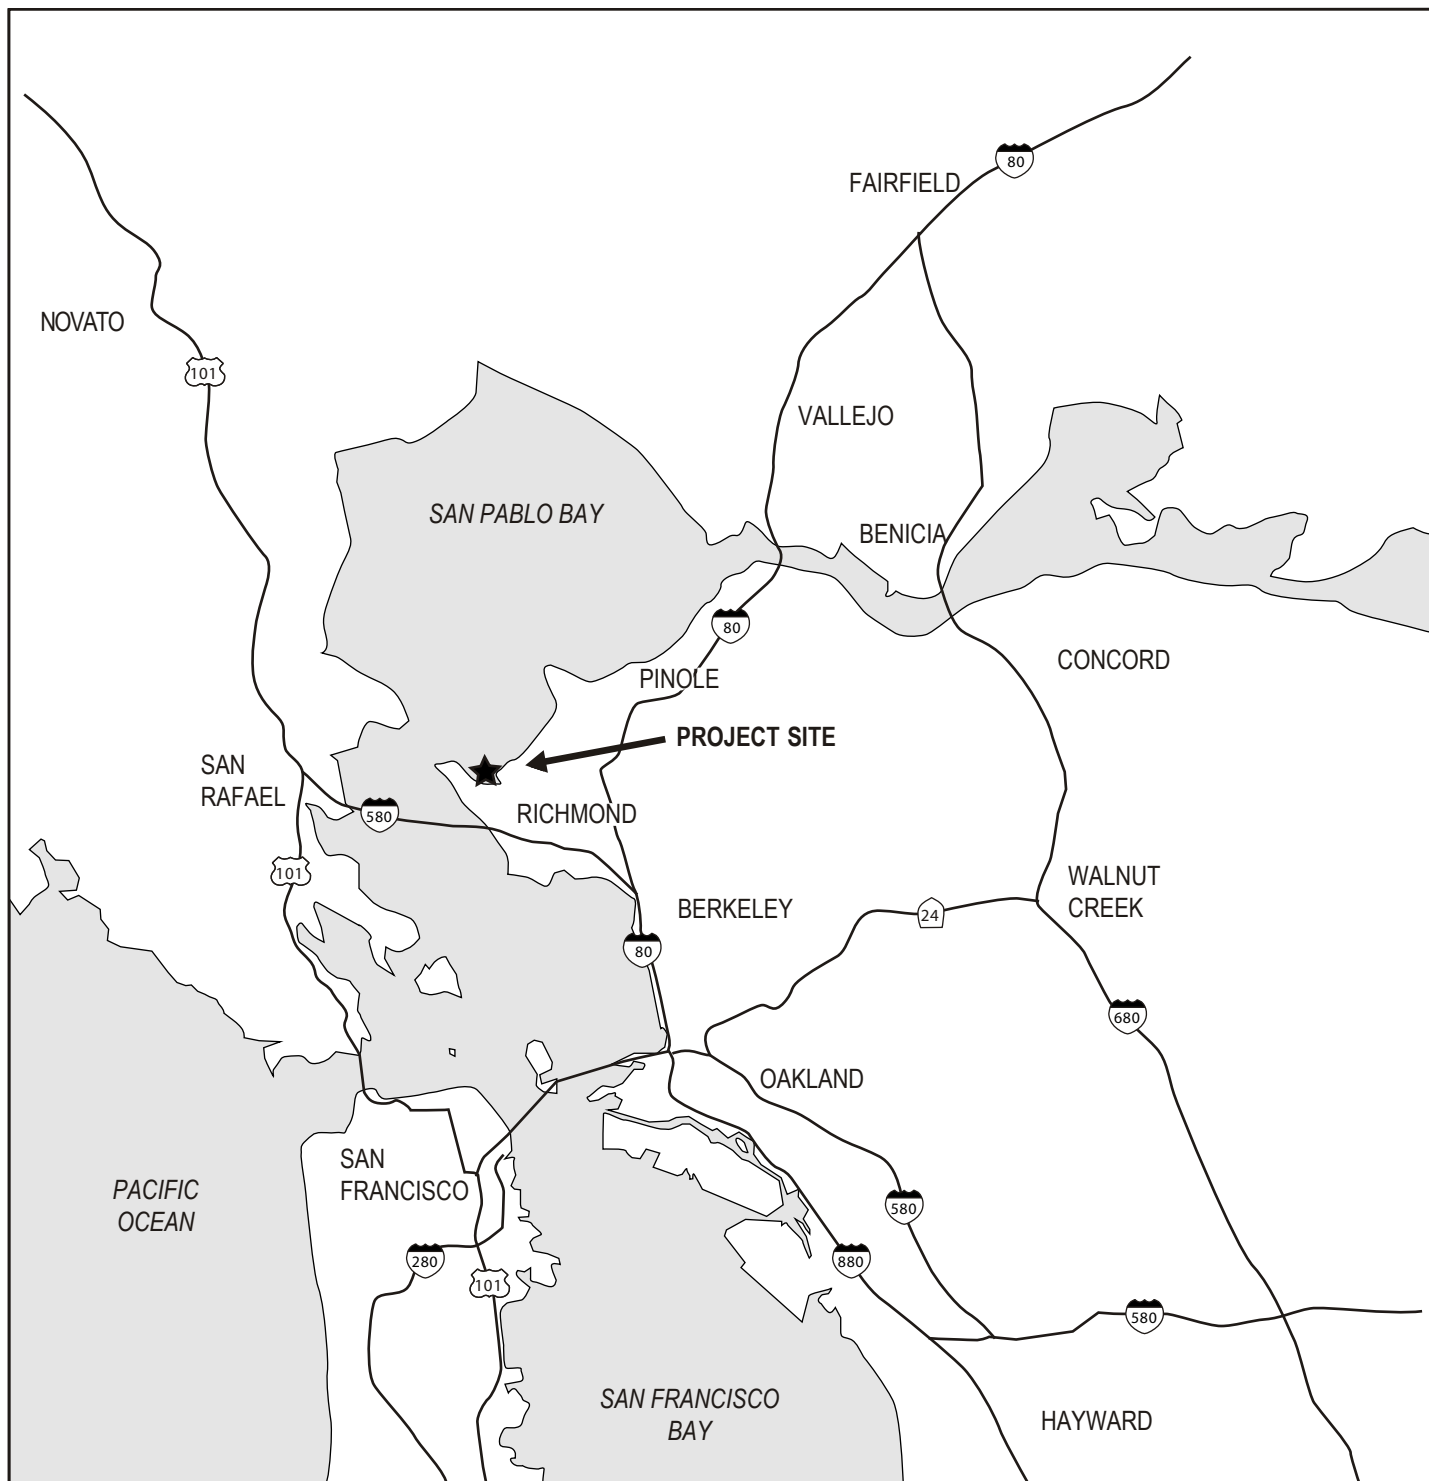 80
FAIRFIELD
NOVATO
101
VALLEJO
SAN PABLO BAY
BENICIA
80
CONCORD
PINOLE
PROJECT SITE
SAN
RAFAEL
580
RICHMOND
101
WALNUT
CREEK
BERKELEY
24
80
680
OAKLAND
SAN
FRANCISCO
PACIFIC
OCEAN
580
280
880
101
580
SAN FRANCISCO
BAY
HAYWARD